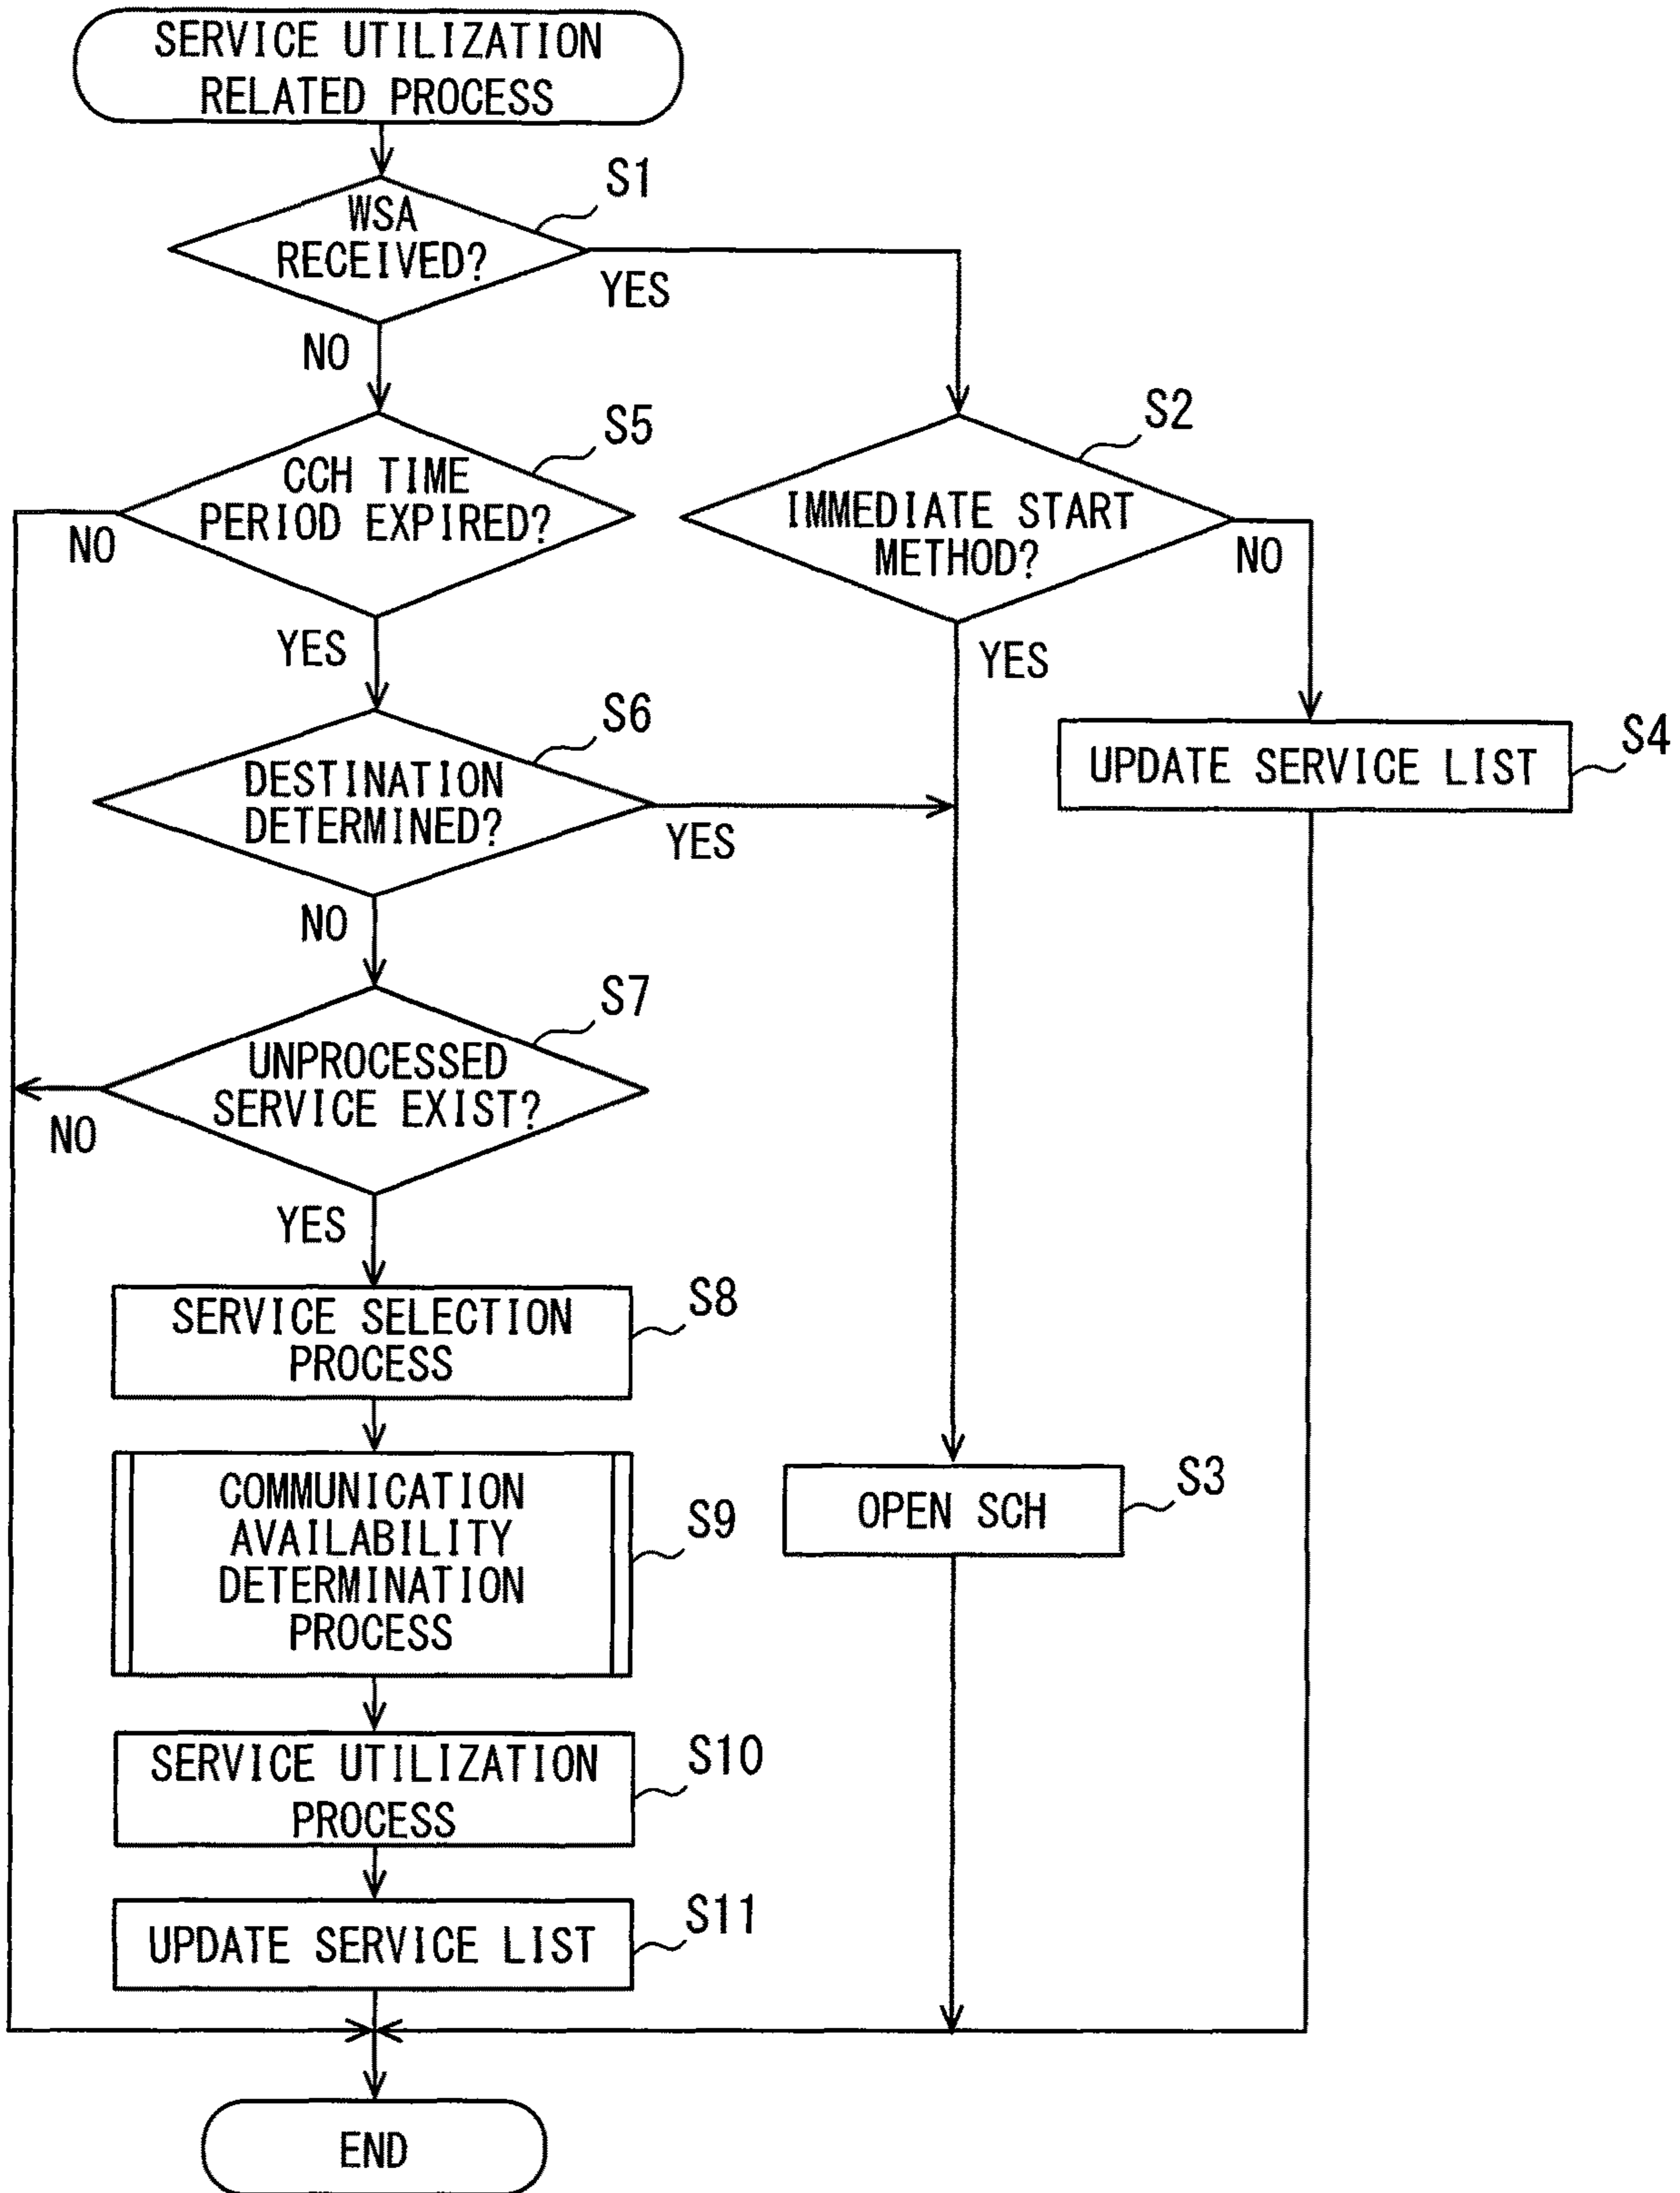 SERVICE UTILIZATION
RELATED PROCESS
S1
WSA
RECEIVED?
YES
NO
S5
CCH TIME
PERIOD EXPIRED?
NO
YES
S2
IMMEDIATE START
METHOD?
NO
YES
S4
UPDATE SERVICE LIST
S6
DESTINATION
DETERMINED?
YES
NO
S7
UNPROCESSED
SERVICE EXIST?
NO
YES
S8
SERVICE SELECTION
PROCESS
S9
COMMUNICATION
AVAILABILITY
DETERMINATION
PROCESS
S3
OPEN SCH
S10
SERVICE UTILIZATION
PROCESS
S11
UPDATE SERVICE LIST
END